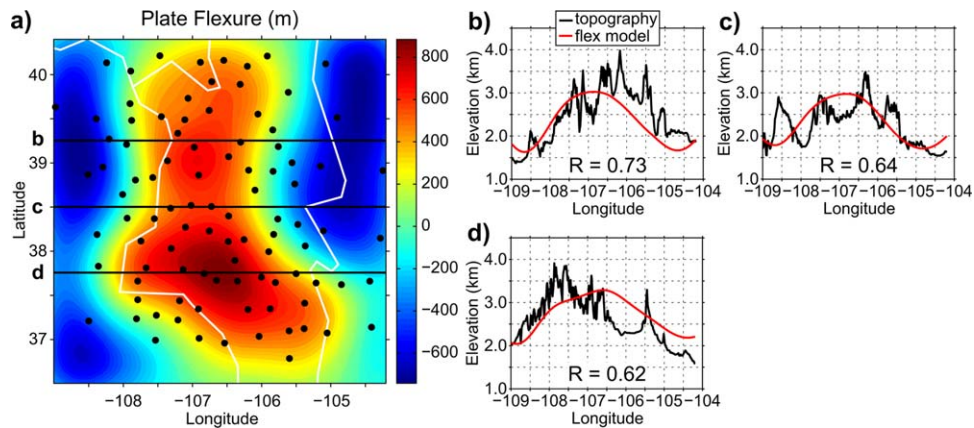 a)
Plate Flexure (m)
40
39
38
37
Latitude
b
c
d
−108
−107
−106
−105
Longitude
800
600
400
200
0
−200
−400
−600
b)
topography
flex model
4.0
3.0
2.0
1.0
Elevation (km)
R = 0.73
−109 −108 −107 −106 −105 −104
Longitude
c)
4.0
3.0
2.0
1.0
Elevation (km)
R = 0.64
−109 −108 −107 −106 −105 −104
Longitude
d)
4.0
3.0
2.0
1.0
Elevation (km)
R = 0.62
−109 −108 −107 −106 −105 −104
Longitude